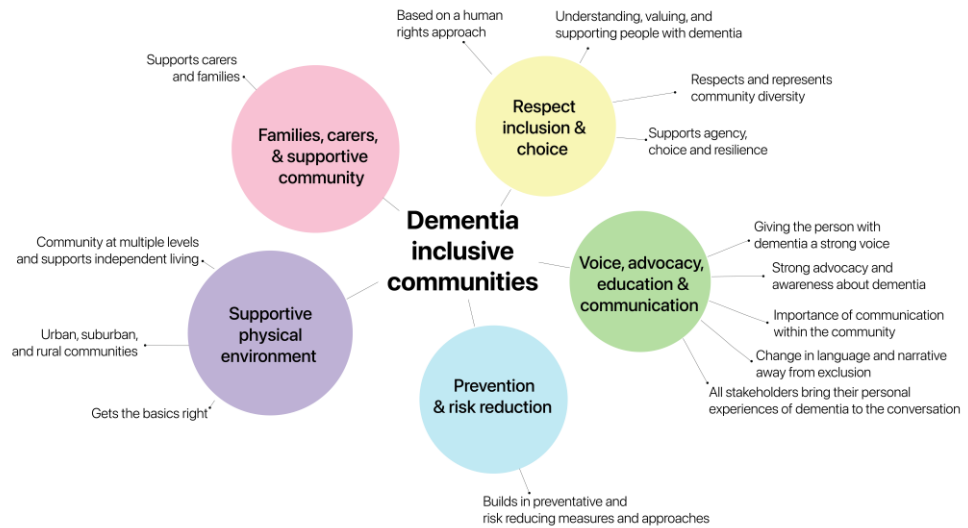 Dementia
inclusive
communities
Families, carers,
& supportive
community
Supports carers
and families
Respect
inclusion &
choice
Based on a human
rights approach
Understanding, valuing, and
supporting people with dementia
Respects and represents
community diversity
Supports agency,
choice and resilience
Voice, advocacy,
education &
communication
Giving the person with
dementia a strong voice
Strong advocacy and
awareness about dementia
Importance of communication
within the community
Change in language and narrative
away from exclusion
All stakeholders bring their personal
experiences of dementia to the conversation
Prevention
& risk reduction
Builds in preventative and
risk reducing measures and approaches
Supportive
physical
environment
Community at multiple levels
and supports independent living
Urban, suburban,
and rural communities
Gets the basics right